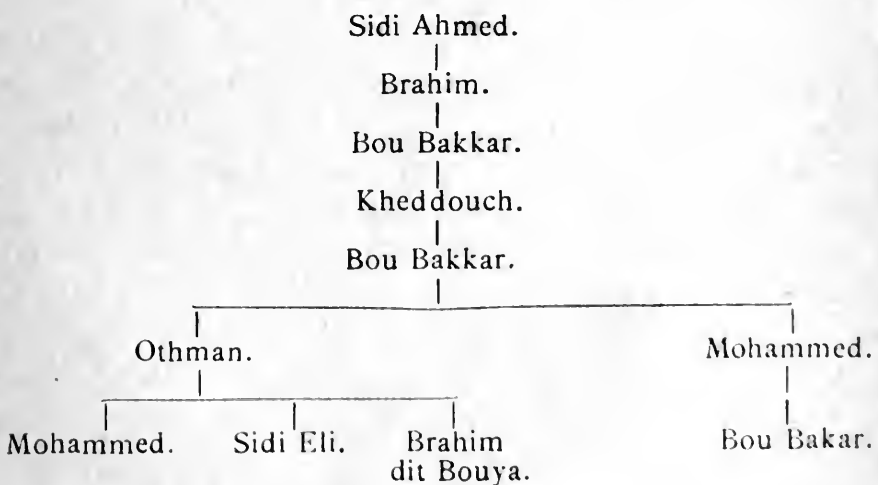 Sidi Ahmed.
Brahim.
Bou Bakkar.
Kheddouch.
Bou Bakkar.
Othman. Mohammed.
Mohammed. Sidi Eli. Brahim Bou Bakar.
dit Bouya.